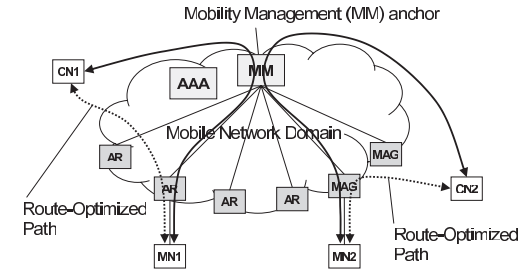 Mobility Management (MM) anchor
CN1
AAA
MM
Mobile Network Domain
AR
MAG
AR
AR
AR
MAG
CN2
Route-Optimized
Path
Route-Optimized
Path
MN1
MN2